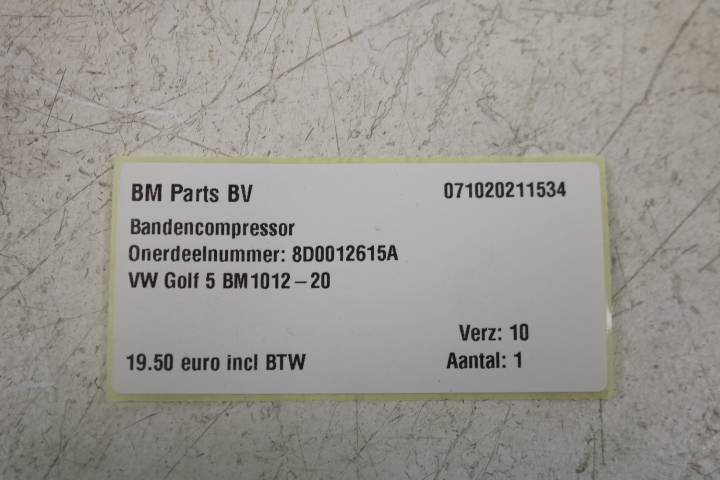 BM Parts BV 071020211534
Bandencompressor
Onerdeelnummer: 8D0012615A
VW Golf 5 BM1012-20
Verz: 10
19.50 euro incl BTW Aantal: 1